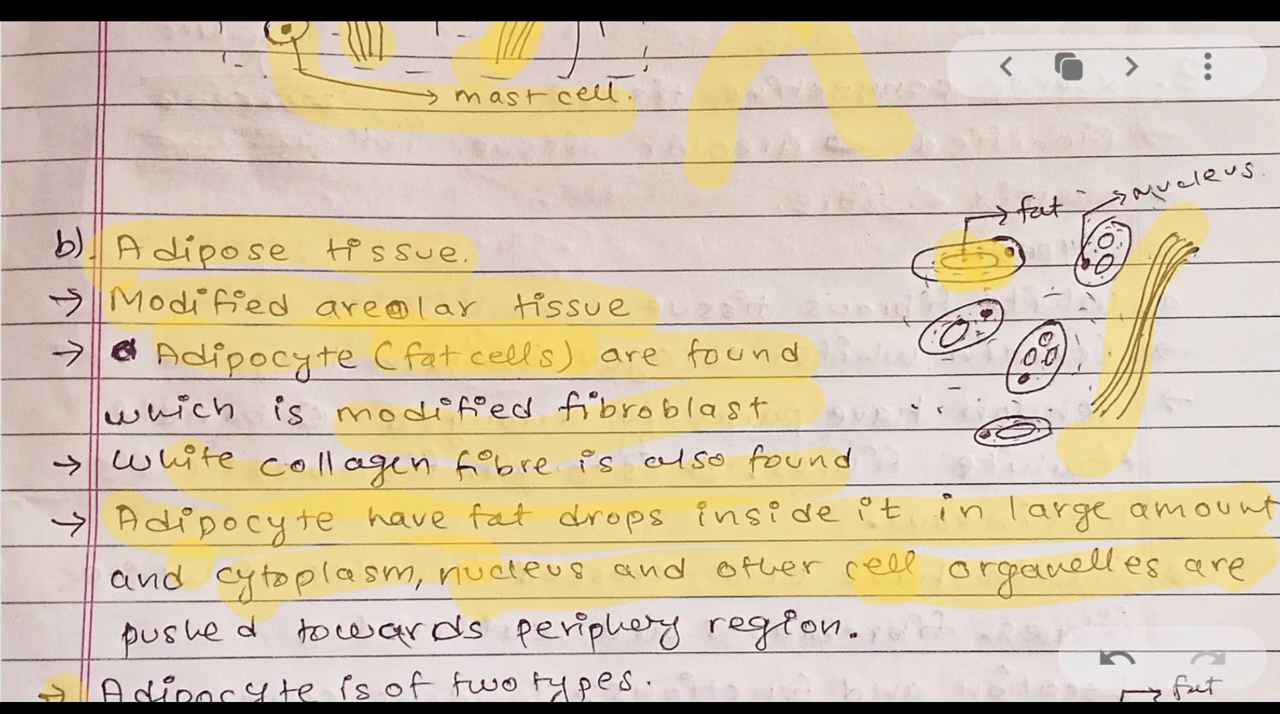 → mast cell.
→ fat → Nucleus.
b). Adipose tissue.
→ Modified areolar tissue
→ Adipocyte (fat cells) are found
which is modified fibroblast
→ White collagen fibre is also found
→ Adipocyte have fat drops inside it in large amount
and cytoplasm, nucleus and other cell organelles are
pushed towards periphery region.
→ Adipocyte is of two types.
→ fat